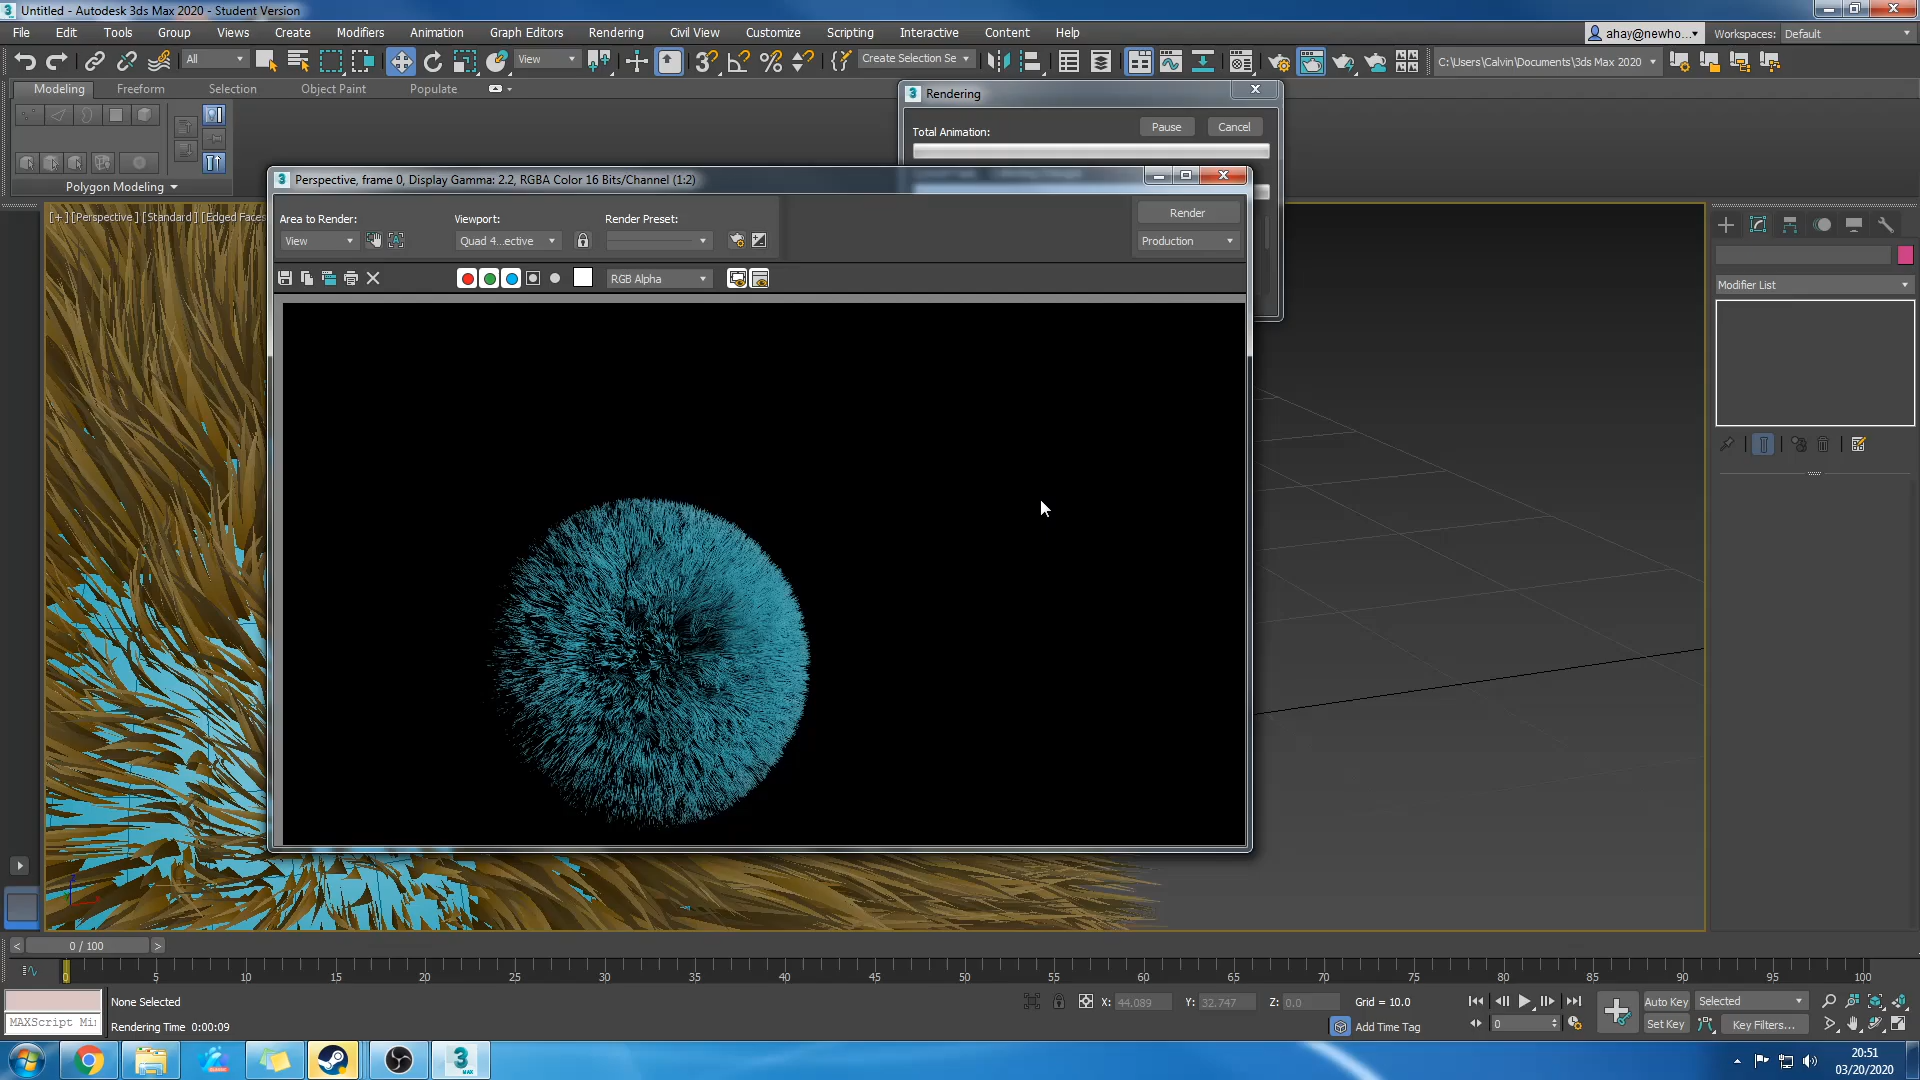 Untitled - Autodesk 3ds Max 2020 - Student Version
File Edit Tools Group Views Create Modifiers Animation Graph Editors Rendering Civil View Customize Scripting Interactive Content Help
ahay@newho... Workspaces: Default
All View Create Selection Se C:\Users\Calvin\Documents\3ds Max 2020
Modeling Freeform Selection Object Paint Populate
Polygon Modeling
Rendering
Total Animation: Pause Cancel
Perspective, frame 0, Display Gamma: 2.2, RGBA Color 16 Bits/Channel (1:2)
Area to Render: Viewport: Render Preset: Render
View Quad 4...ective Production
RGB Alpha
[+] [Perspective ] [Standard] [Edged Faces
Modifier List
0 / 100
0 5 10 15 20 25 30 35 40 45 50 55 60 65 70 75 80 85 90 95 100
None Selected
X: 44.089 Y: 32.747 Z: 0.0 Grid = 10.0 Auto Key Selected
MAXScript Mi
Rendering Time 0:00:09
Add Time Tag 0 Set Key Key Filters...
3 MAX
20:51
03/20/2020